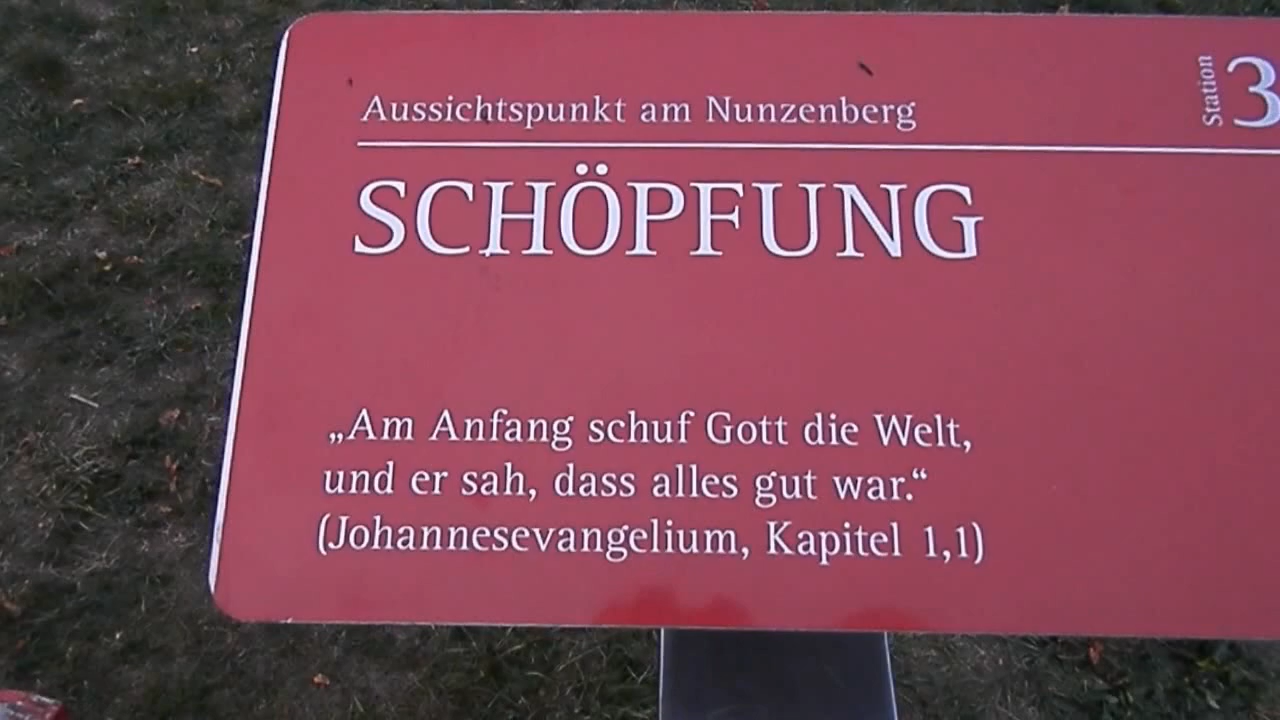 Aussichtspunkt am Nunzenberg
Station 3
SCHÖPFUNG
„Am Anfang schuf Gott die Welt,
und er sah, dass alles gut war.“
(Johannesevangelium, Kapitel 1,1)